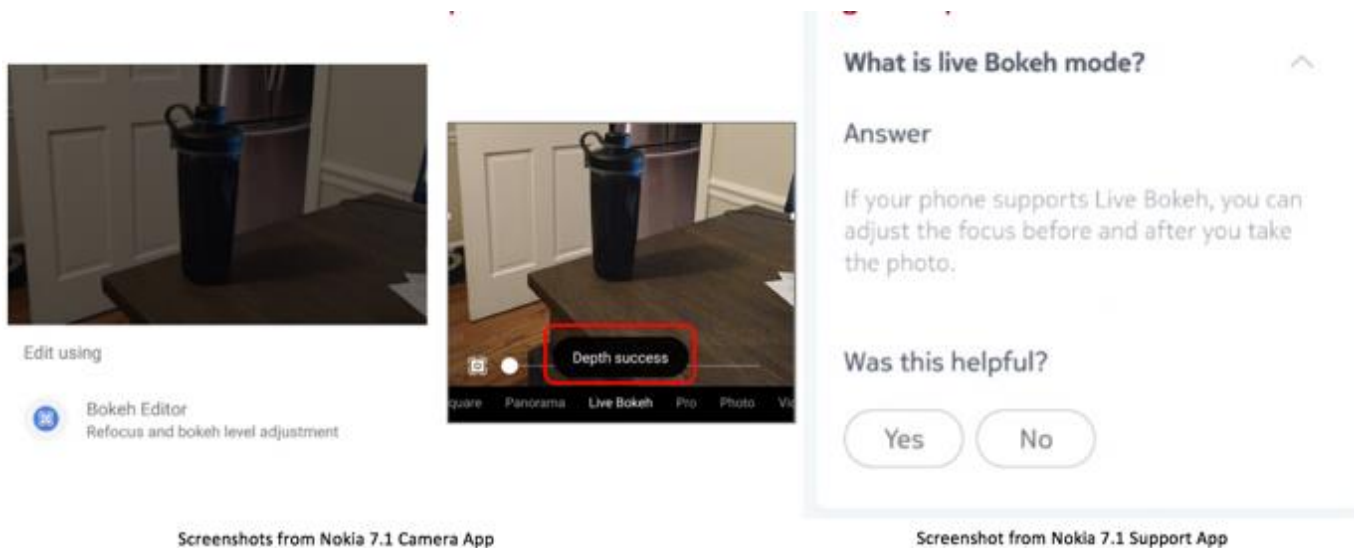 Edit using
Bokeh Editor
Refocus and bokeh level adjustment
Depth success
quare Panorama Live Bokeh Pro Photo Vi
Screenshots from Nokia 7.1 Camera App
What is live Bokeh mode?
Answer
If your phone supports Live Bokeh, you can
adjust the focus before and after you take
the photo.
Was this helpful?
Yes No
Screenshot from Nokia 7.1 Support App